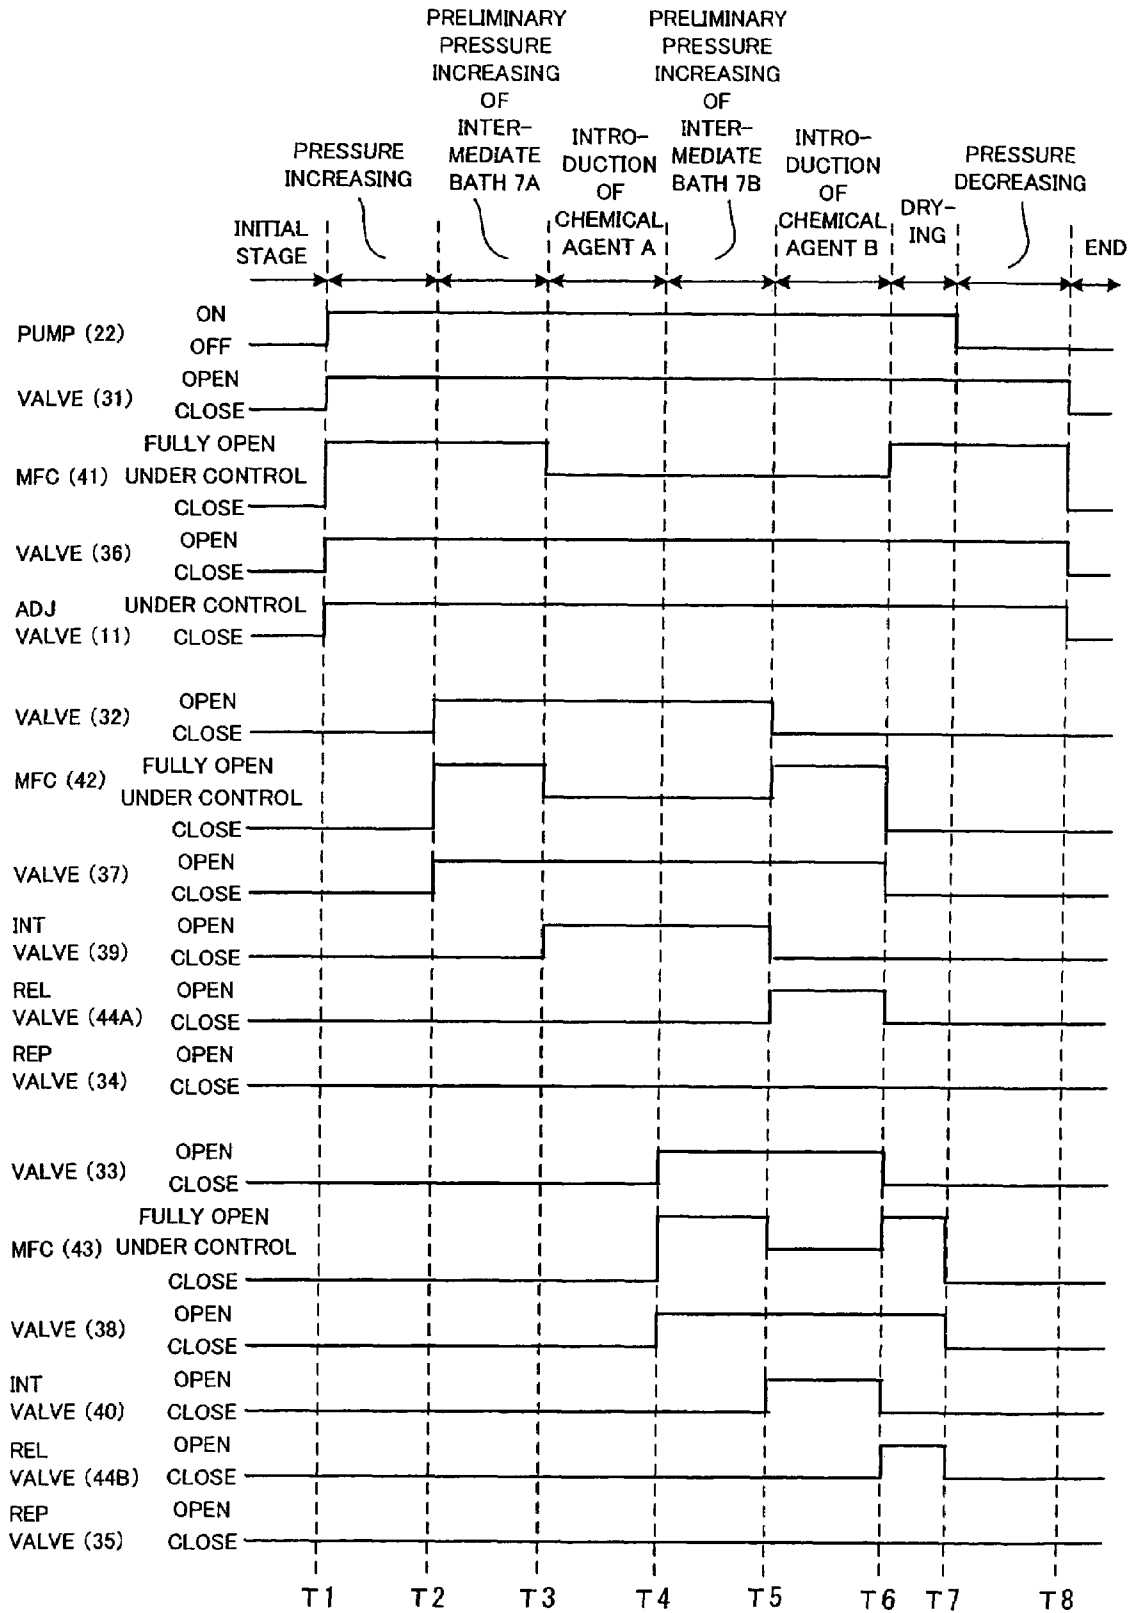 PRELIMINARY
PRESSURE
INCREASING
OF
INTER-
MEDIATE
BATH 7A
PRELIMINARY
PRESSURE
INCREASING
OF
INTER-
MEDIATE
BATH 7B
INITIAL
STAGE
PRESSURE
INCREASING
INTRO-
DUCTION
OF
CHEMICAL
AGENT A
INTRO-
DUCTION
OF
CHEMICAL
AGENT B
DRY-
ING
PRESSURE
DECREASING
END
PUMP (22)
ON
OFF
VALVE (31)
OPEN
CLOSE
MFC (41)
FULLY OPEN
UNDER CONTROL
CLOSE
VALVE (36)
OPEN
CLOSE
ADJ
VALVE (11)
UNDER CONTROL
CLOSE
VALVE (32)
OPEN
CLOSE
MFC (42)
FULLY OPEN
UNDER CONTROL
CLOSE
VALVE (37)
OPEN
CLOSE
INT
VALVE (39)
OPEN
CLOSE
REL
VALVE (44A)
OPEN
CLOSE
REP
VALVE (34)
OPEN
CLOSE
VALVE (33)
OPEN
CLOSE
MFC (43)
FULLY OPEN
UNDER CONTROL
CLOSE
VALVE (38)
OPEN
CLOSE
INT
VALVE (40)
OPEN
CLOSE
REL
VALVE (44B)
OPEN
CLOSE
REP
VALVE (35)
OPEN
CLOSE
T1 T2 T3 T4 T5 T6 T7 T8